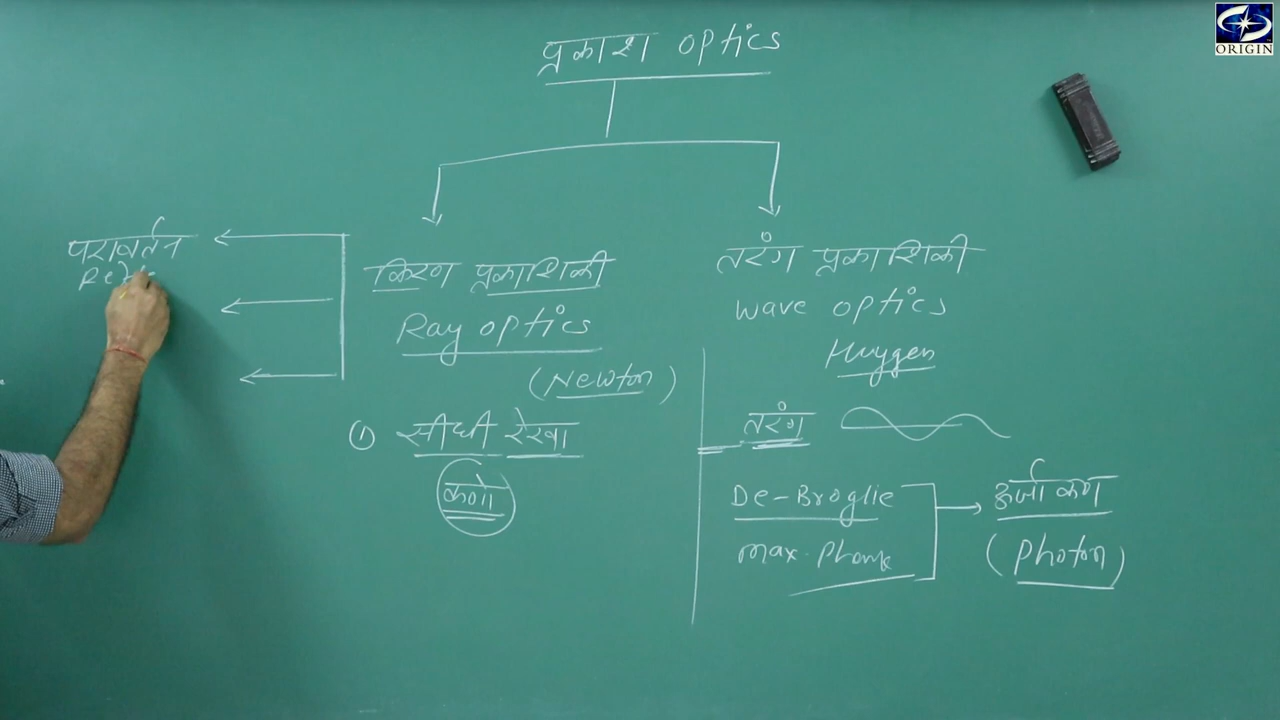 प्रकाश optics
किरण प्रकाशिकी
Ray optics
(Newton)
① सीधी रेखा
कणों
परावर्तन
तरंग प्रकाशिकी
wave optics
Huygen
तरंग
De-Broglie
max. Plank
ऊर्जा कण
(Photon)
ORIGIN